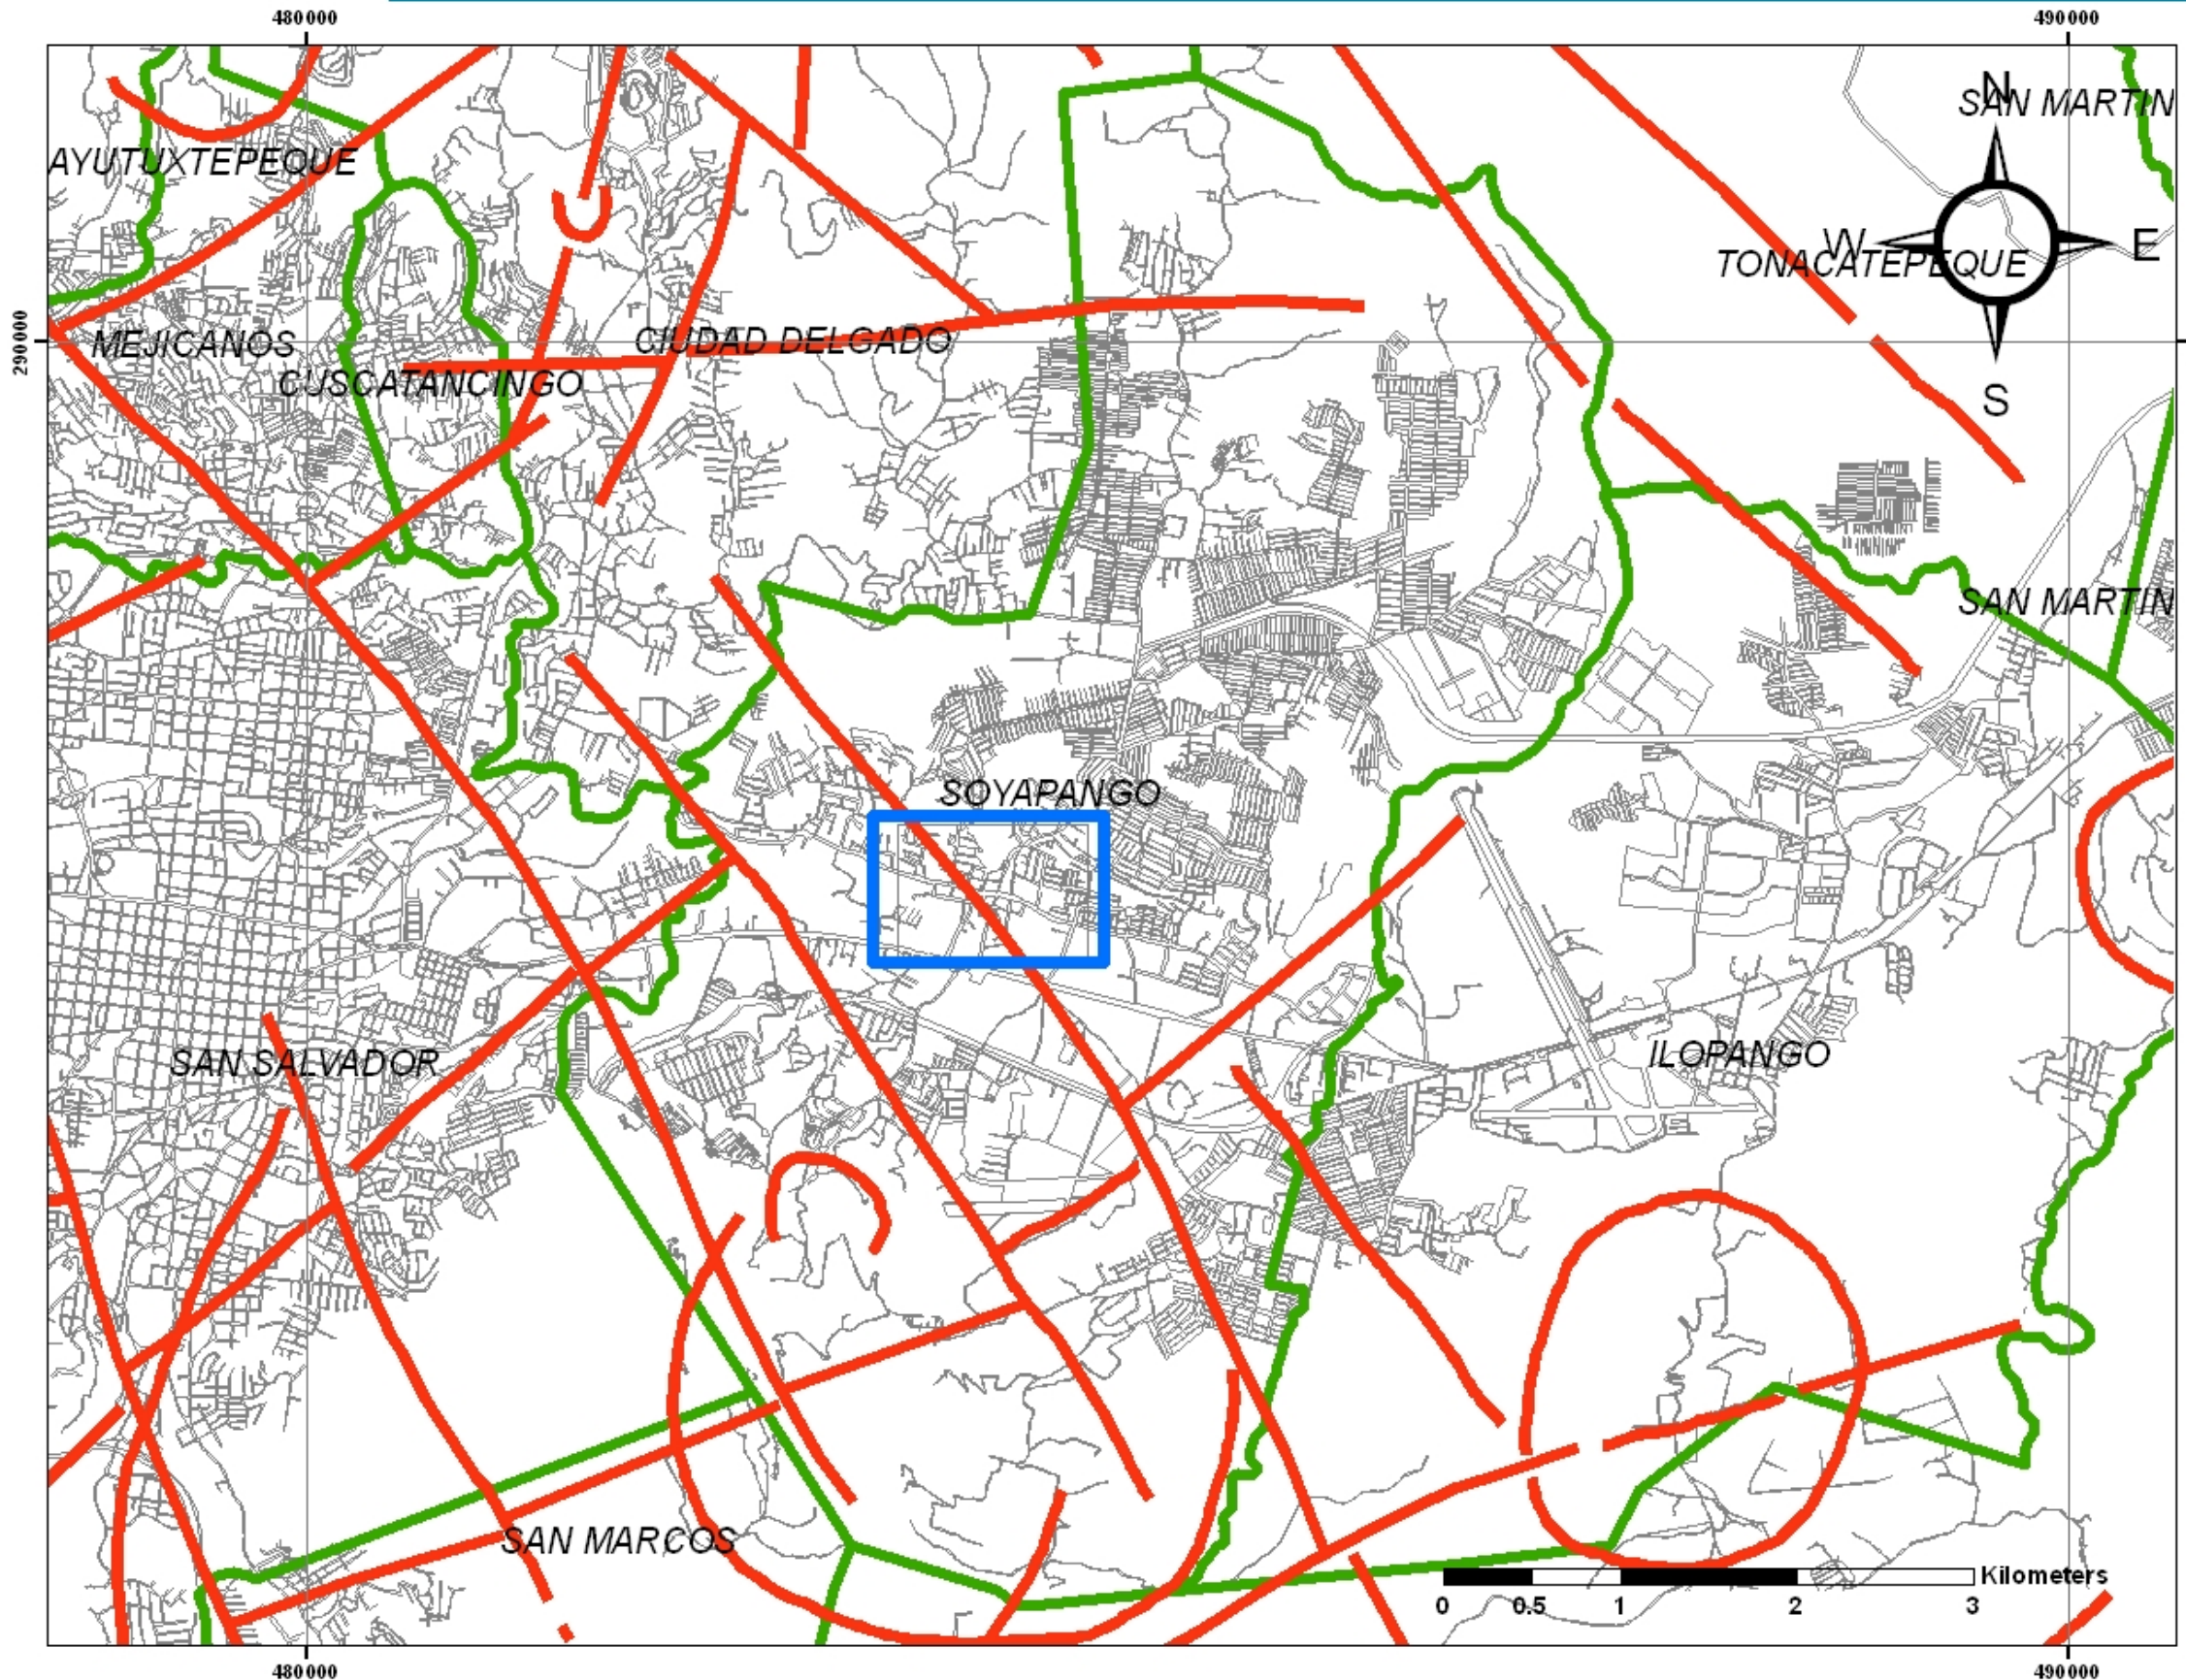 480000 490000
N
SAN MARTIN
AYUTUXTEPEQUE
W E
TONACATEPEQUE
290000
MEJICANOS
CIUDAD DELGADO
CUSCATANCINGO
S
SAN MARTIN
SOYAPANGO
SAN SALVADOR
ILOPANGO
SAN MARCOS
Kilometers
0 0.5 1 2 3
480000 490000